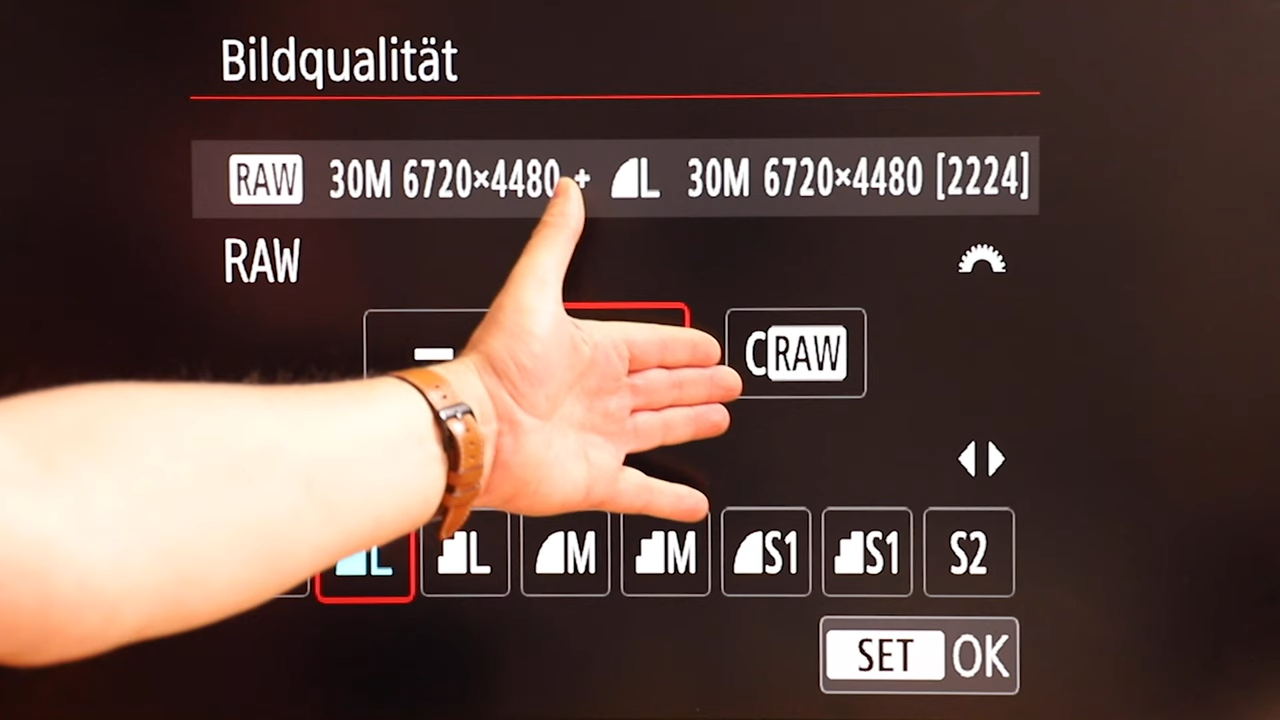 Bildqualität
RAW 30M 6720×4480 + L 30M 6720×4480 [2224]
RAW
CRAW
L L M M S1 S1 S2
SET OK